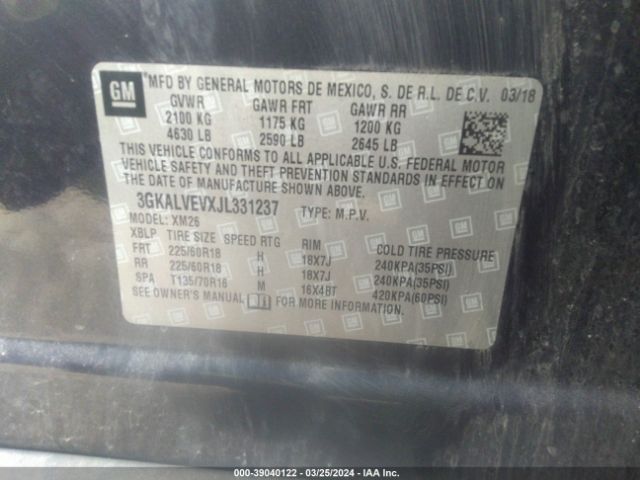 GM
*MFD BY GENERAL MOTORS DE MEXICO, S. DE R.L. DE C.V. 03/18
GVWR GAWR FRT GAWR RR
2100 KG 1175 KG 1200 KG
4630 LB 2590 LB 2645 LB
THIS VEHICLE CONFORMS TO ALL APPLICABLE U.S. FEDERAL MOTOR
VEHICLE SAFETY BUMPER, AND THEFT PREVENTION STANDARDS IN EFFECT ON
THE DATE OF MANUFACTURE SHOWN ABOVE.
3GKALVEVXJL331237 TYPE: M.P.V.
MODEL: XM26
XBLP TIRE SIZE SPEED RTG RIM COLD TIRE PRESSURE
FRT 225/60R18 H 18X7J 240KPA(35PSI)
RR 225/60R18 H 18X7J 240KPA(35PSI)
SPA T135/70R16 M 16X4BT 420KPA(60PSI)
SEE OWNER'S MANUAL FOR MORE INFORMATION.
000-39040122 — 03/25/2024 — IAA Inc.